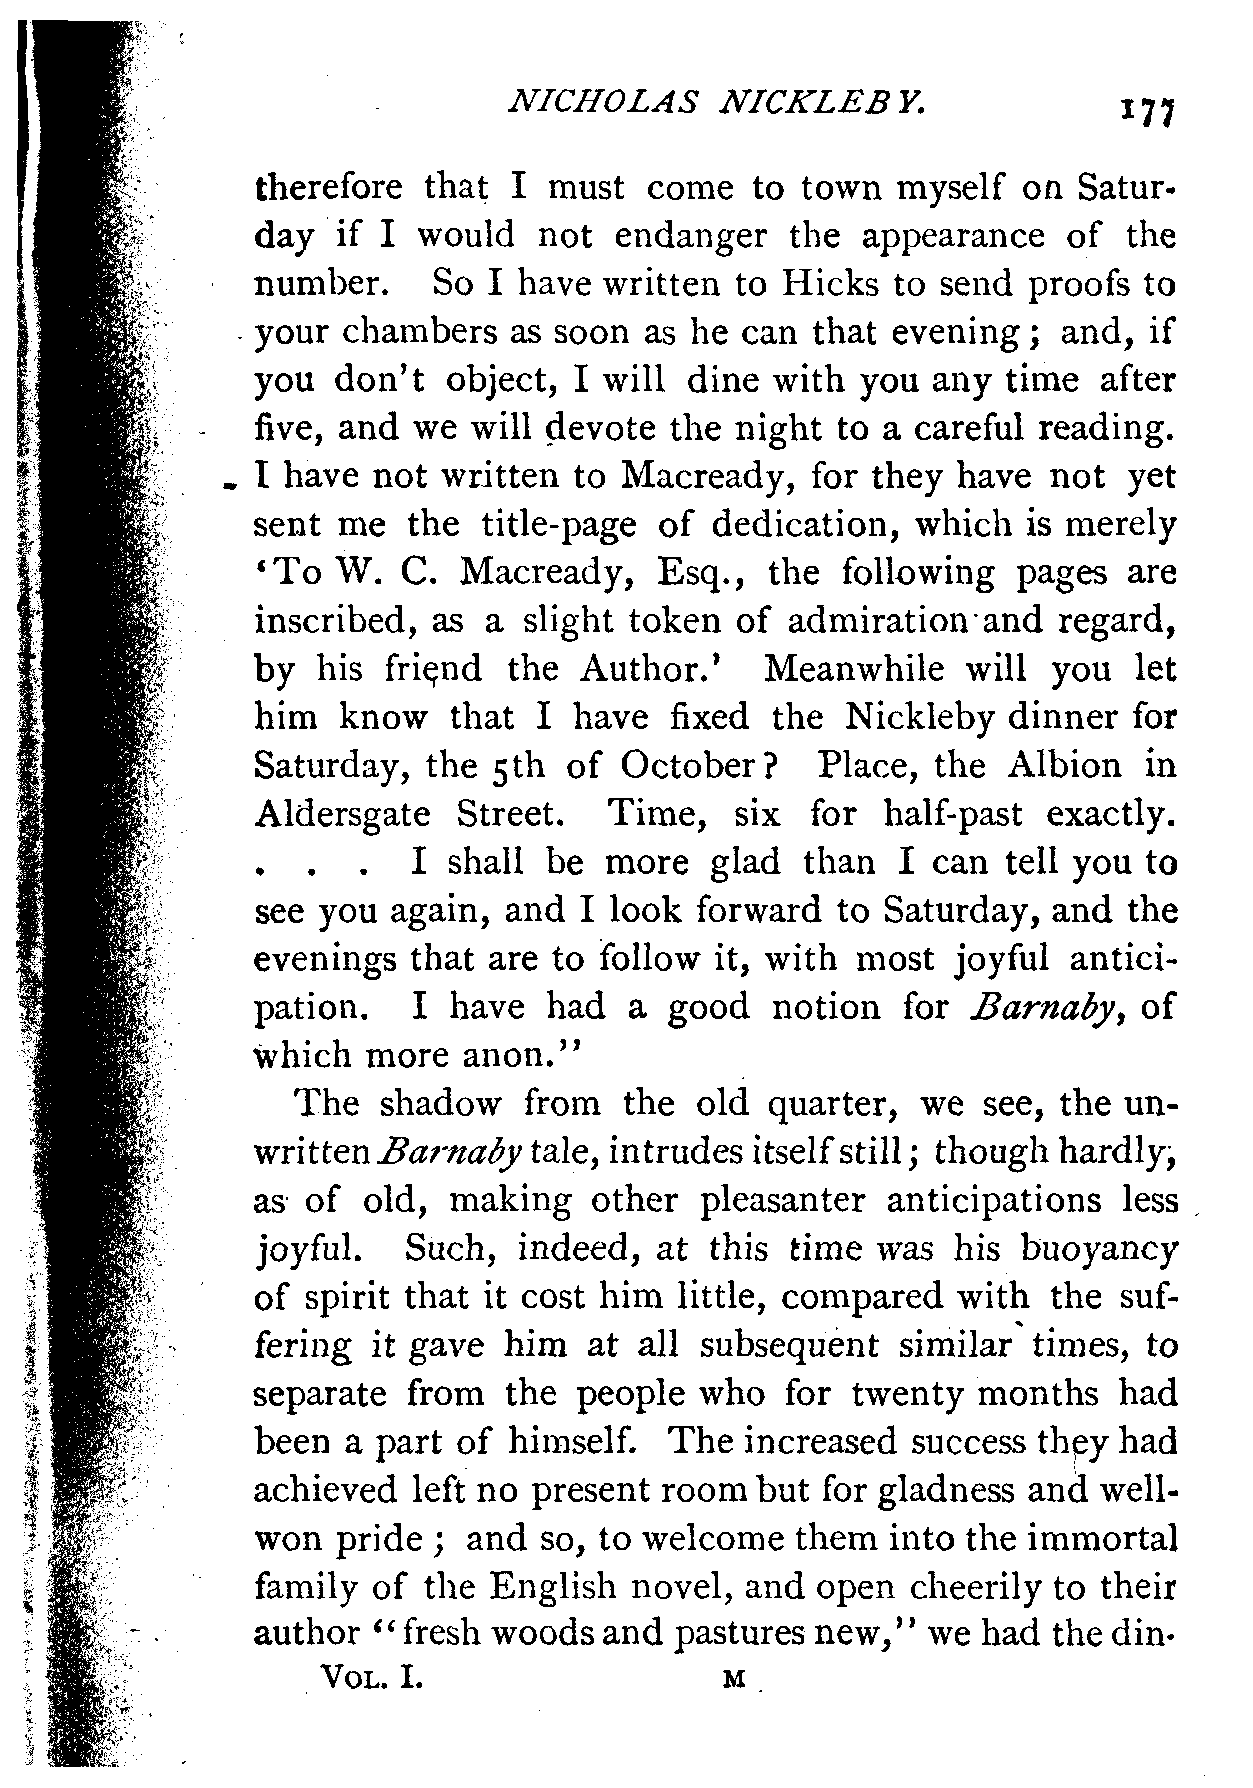 NICHOLAS NICKLEBY. 177
therefore that I must come to town myself on Satur-
day if I would not endanger the appearance of the
number. So I have written to Hicks to send proofs to
your chambers as soon as he can that evening; and, if
you don't object, I will dine with you any time after
five, and we will devote the night to a careful reading.
I have not written to Macready, for they have not yet
sent me the title-page of dedication, which is merely
'To W. C. Macready, Esq., the following pages are
inscribed, as a slight token of admiration and regard,
by his friend the Author.' Meanwhile will you let
him know that I have fixed the Nickleby dinner for
Saturday, the 5th of October? Place, the Albion in
Aldersgate Street. Time, six for half-past exactly.
. . . I shall be more glad than I can tell you to
see you again, and I look forward to Saturday, and the
evenings that are to follow it, with most joyful antici-
pation. I have had a good notion for Barnaby, of
which more anon."
The shadow from the old quarter, we see, the un-
written Barnaby tale, intrudes itself still; though hardly,
as of old, making other pleasanter anticipations less
joyful. Such, indeed, at this time was his buoyancy
of spirit that it cost him little, compared with the suf-
fering it gave him at all subsequent similar times, to
separate from the people who for twenty months had
been a part of himself. The increased success they had
achieved left no present room but for gladness and well-
won pride; and so, to welcome them into the immortal
family of the English novel, and open cheerily to their
author "fresh woods and pastures new," we had the din-
VOL. I. M